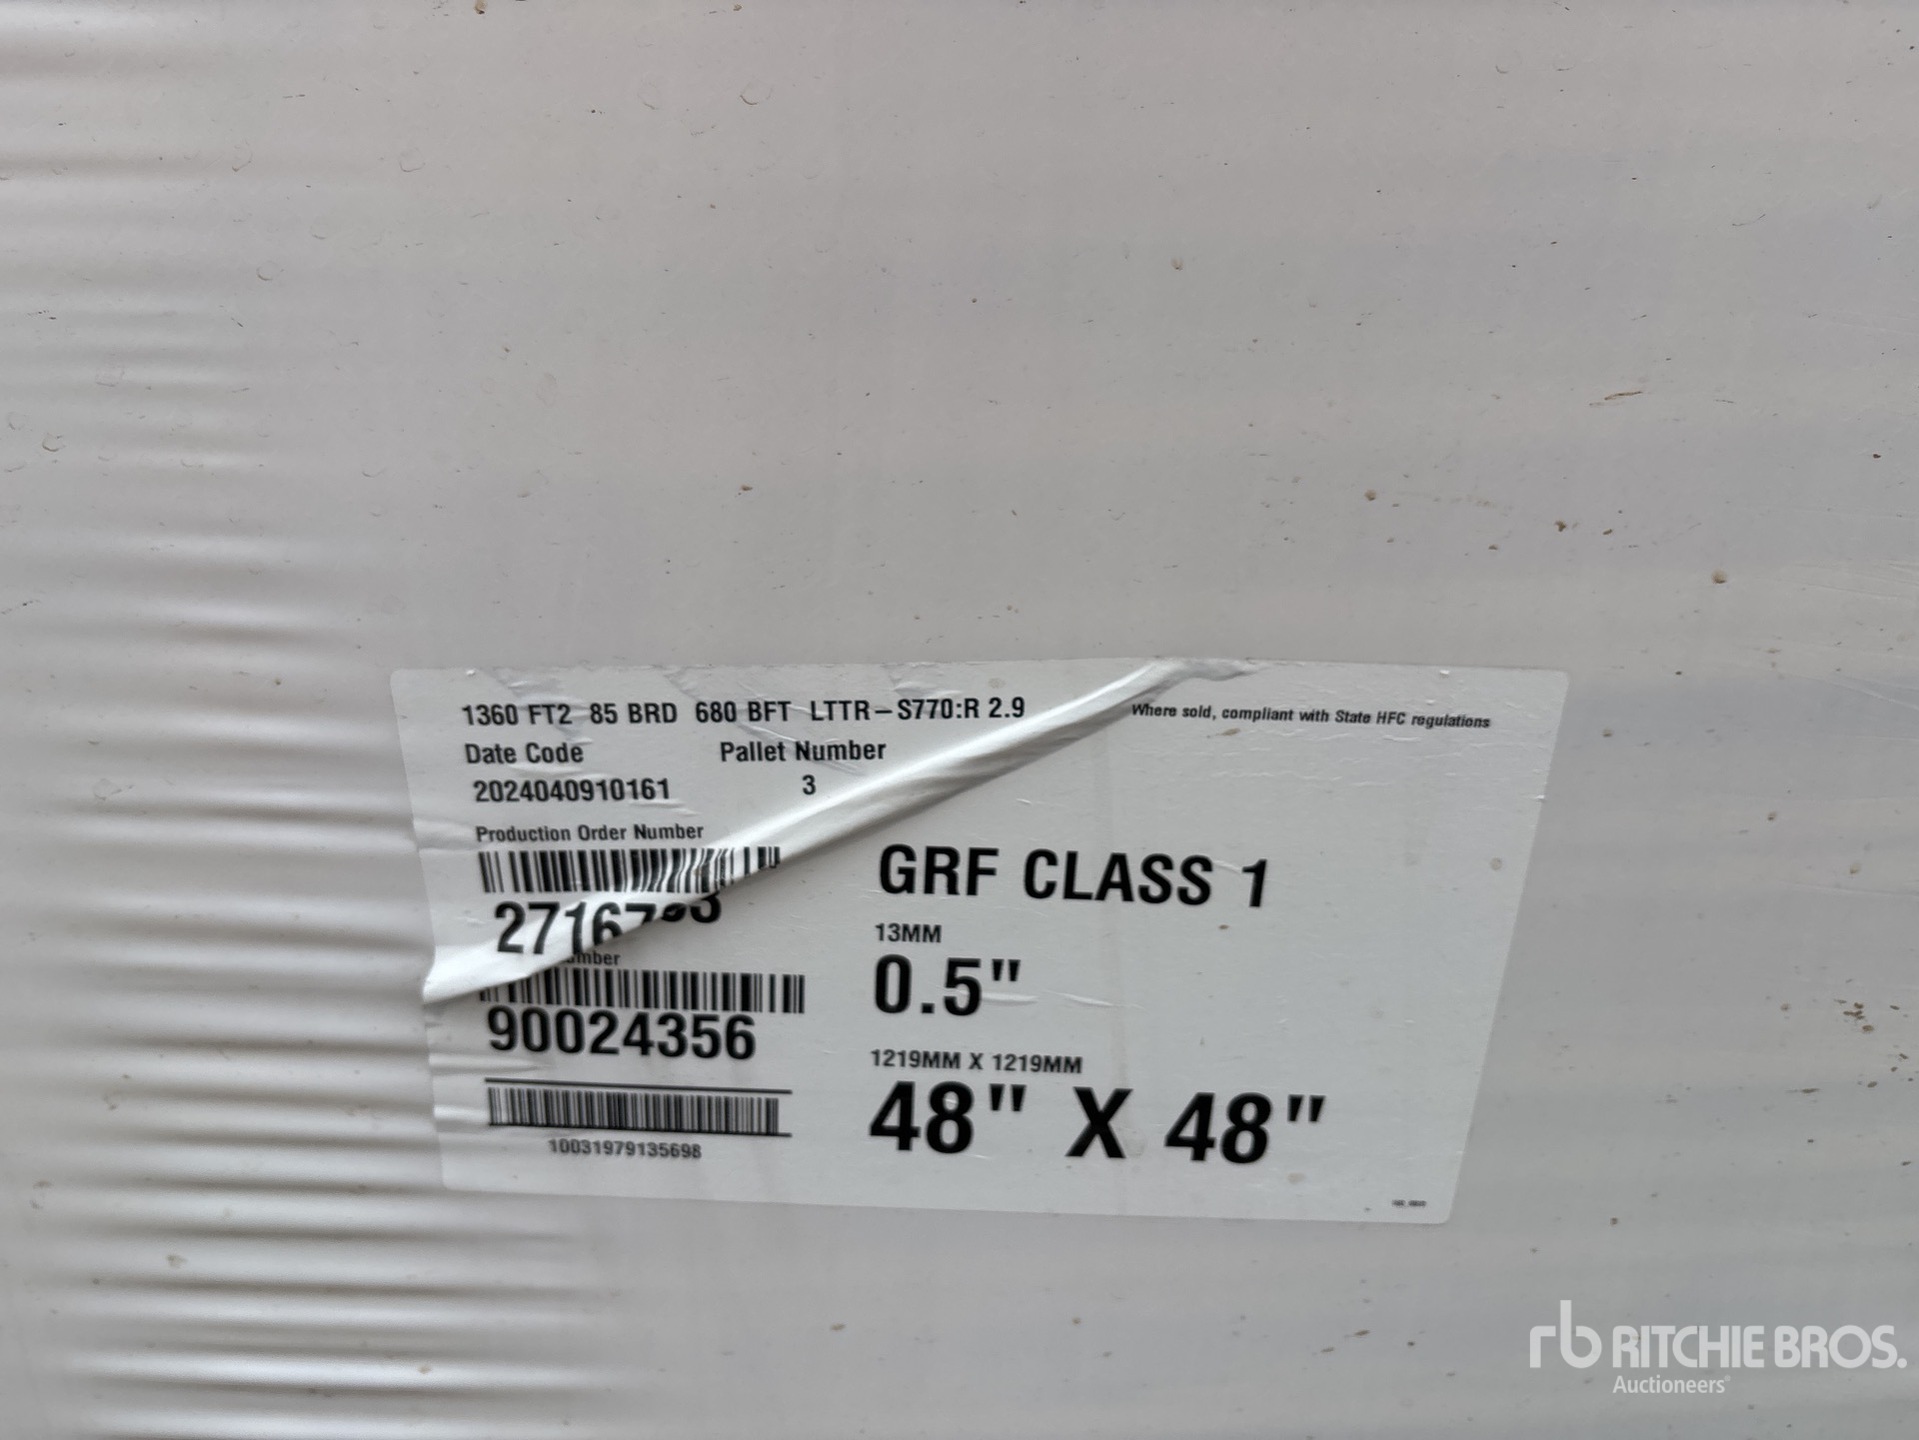 1360 FT2 85 BRD 680 BFT LTTR-S770:R 2.9
Where sold, compliant with State HFC regulations
Date Code
Pallet Number
2024040910161
3
Production Order Number
GRF CLASS 1
13MM
0.5"
90024356
1219MM X 1219MM
48" X 48"
10031979135698
rb RITCHIE BROS.
Auctioneers